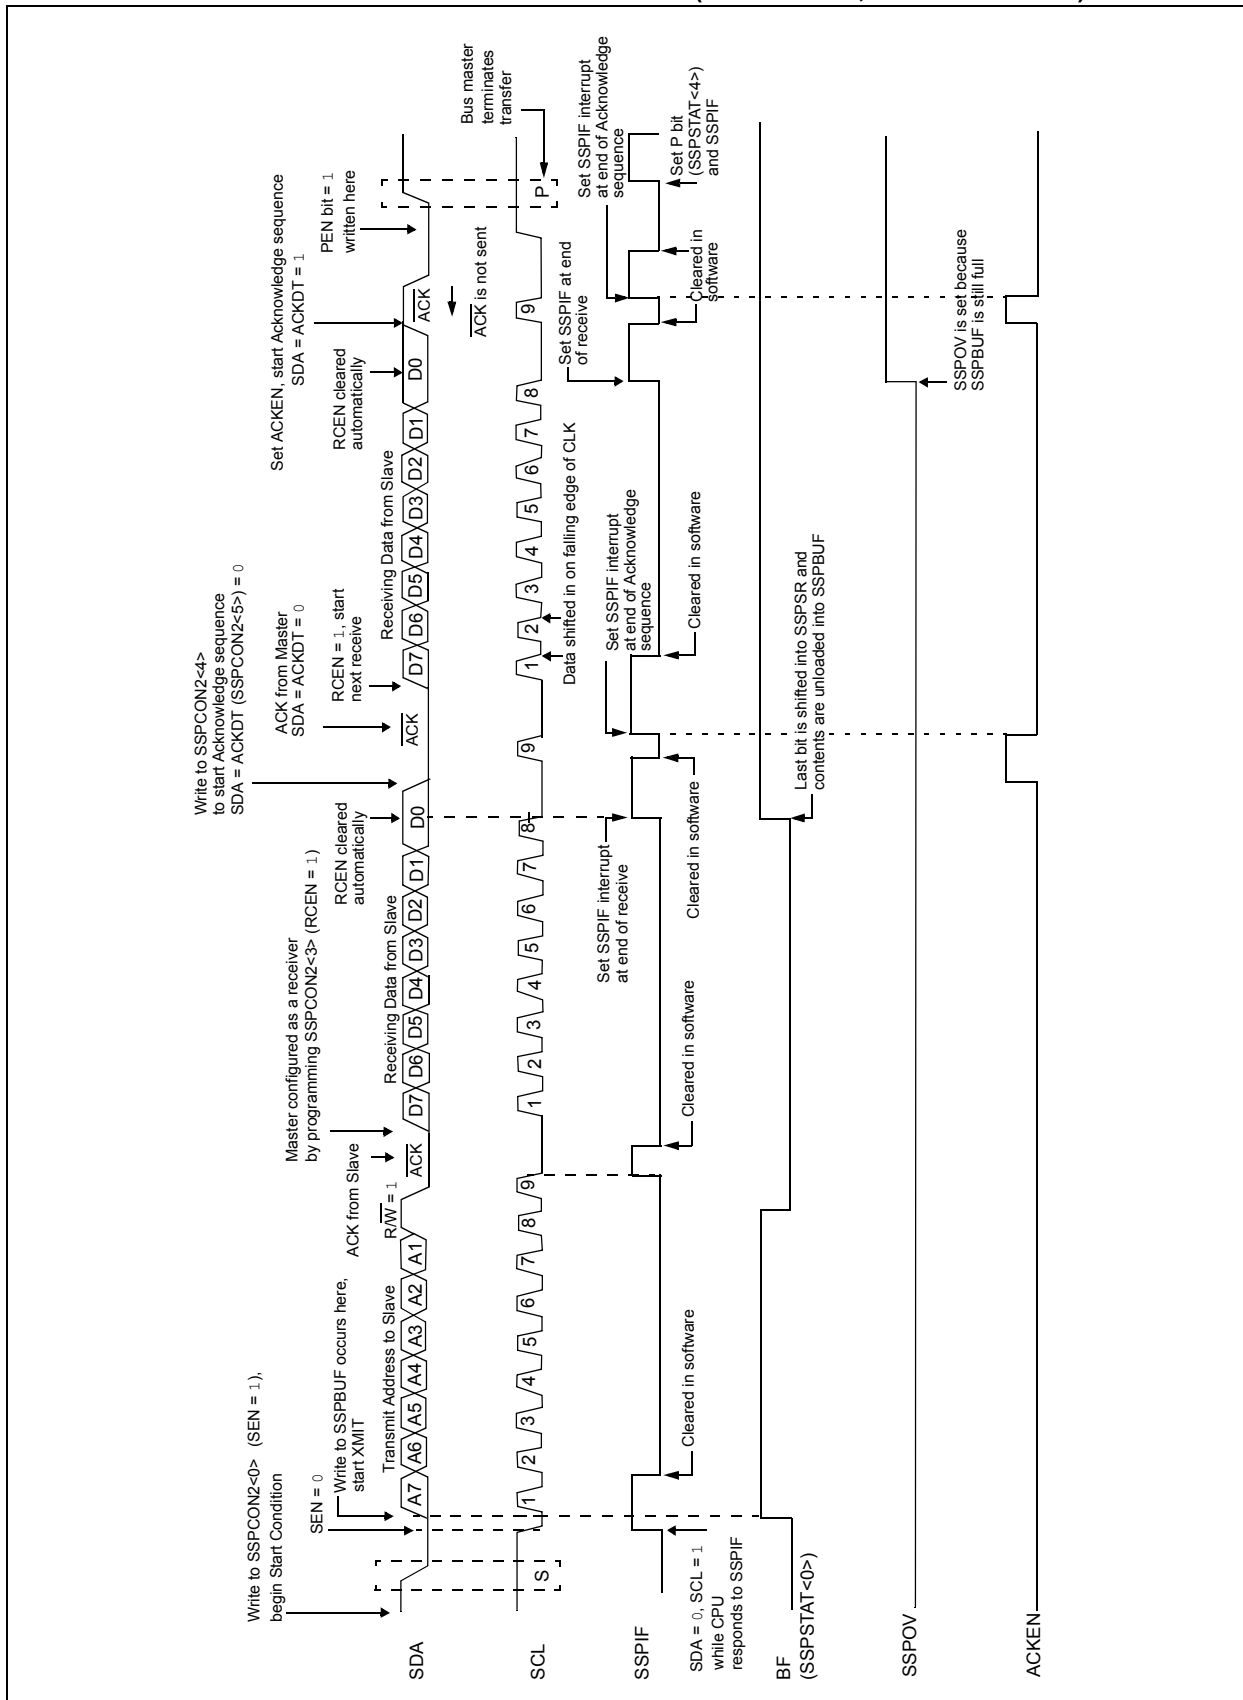 Write to SSPCON2<0> (SEN = 1),
begin Start Condition
SEN = 0
Write to SSPBUF occurs here,
start XMIT
Transmit Address to Slave
R/W = 1
ACK from Slave
Master configured as a receiver
by programming SSPCON2<3> (RCEN = 1)
Receiving Data from Slave
RCEN cleared
automatically
Write to SSPCON2<4>
to start Acknowledge sequence
SDA = ACKDT (SSPCON2<5>) = 0
ACK from Master
SDA = ACKDT = 0
RCEN = 1, start
next receive
Receiving Data from Slave
RCEN cleared
automatically
Set ACKEN, start Acknowledge sequence
SDA = ACKDT = 1
PEN bit = 1
written here
SDA
A7 A6 A5 A4 A3 A2 A1 ACK D7 D6 D5 D4 D3 D2 D1 D0 ACK D7 D6 D5 D4 D3 D2 D1 D0 ACK
ACK is not sent
Bus master
terminates
transfer
SCL
S 1 2 3 4 5 6 7 8 9 1 2 3 4 5 6 7 8 9 1 2 3 4 5 6 7 8 9 P
Data shifted in on falling edge of CLK
Set SSPIF interrupt
at end of receive
Set SSPIF interrupt
at end of Acknowledge
sequence
Set SSPIF at end
of receive
Set SSPIF interrupt
at end of Acknowledge
sequence
SSPIF
SDA = 0, SCL = 1
while CPU
responds to SSPIF
Cleared in software
Cleared in software
Cleared in software
Cleared in software
Cleared in
software
Set P bit
(SSPSTAT<4>)
and SSPIF
BF
(SSPSTAT<0>)
Last bit is shifted into SSPSR and
contents are unloaded into SSPBUF
SSPOV
SSPOV is set because
SSPBUF is still full
ACKEN